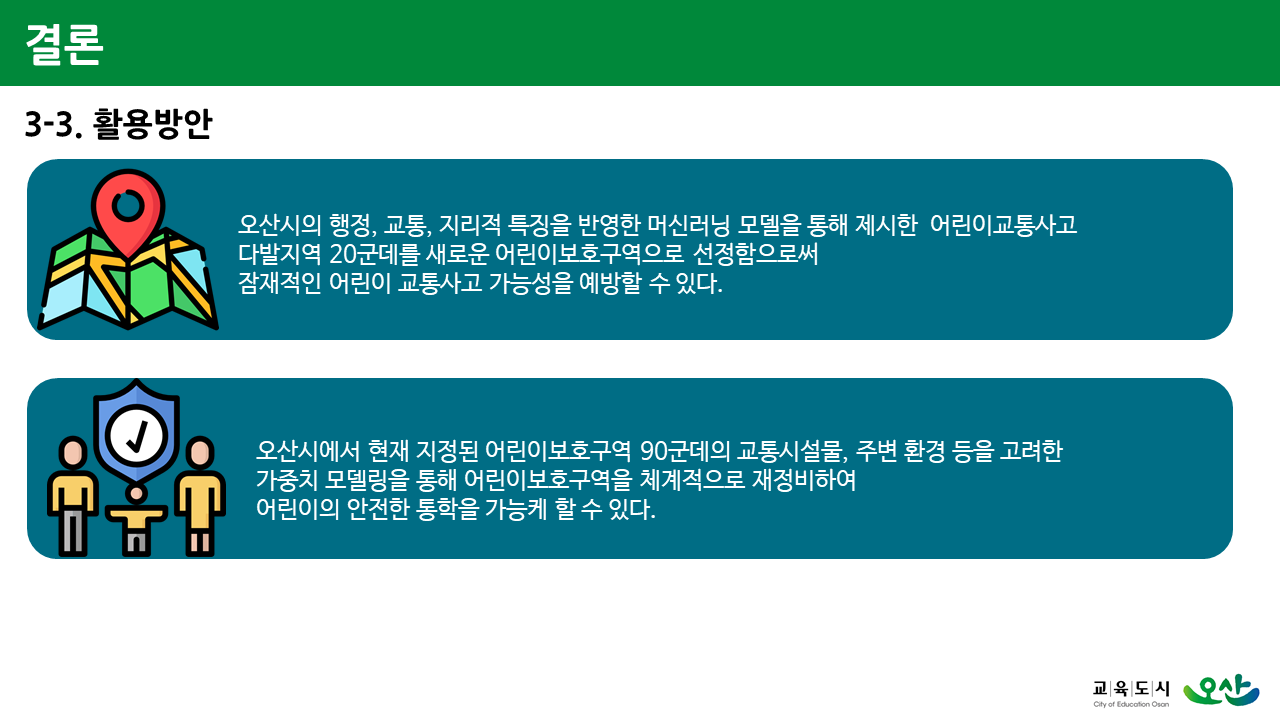 결론
3-3. 활용방안
오산시의 행정, 교통, 지리적 특징을 반영한 머신러닝 모델을 통해 제시한 어린이교통사고
다발지역 20군데를 새로운 어린이보호구역으로 선정함으로써
잠재적인 어린이 교통사고 가능성을 예방할 수 있다.
오산시에서 현재 지정된 어린이보호구역 90군데의 교통시설물, 주변 환경 등을 고려한
가중치 모델링을 통해 어린이보호구역을 체계적으로 재정비하여
어린이의 안전한 통학을 가능케 할 수 있다.
교|육|도|시
City of Education Osan
오산